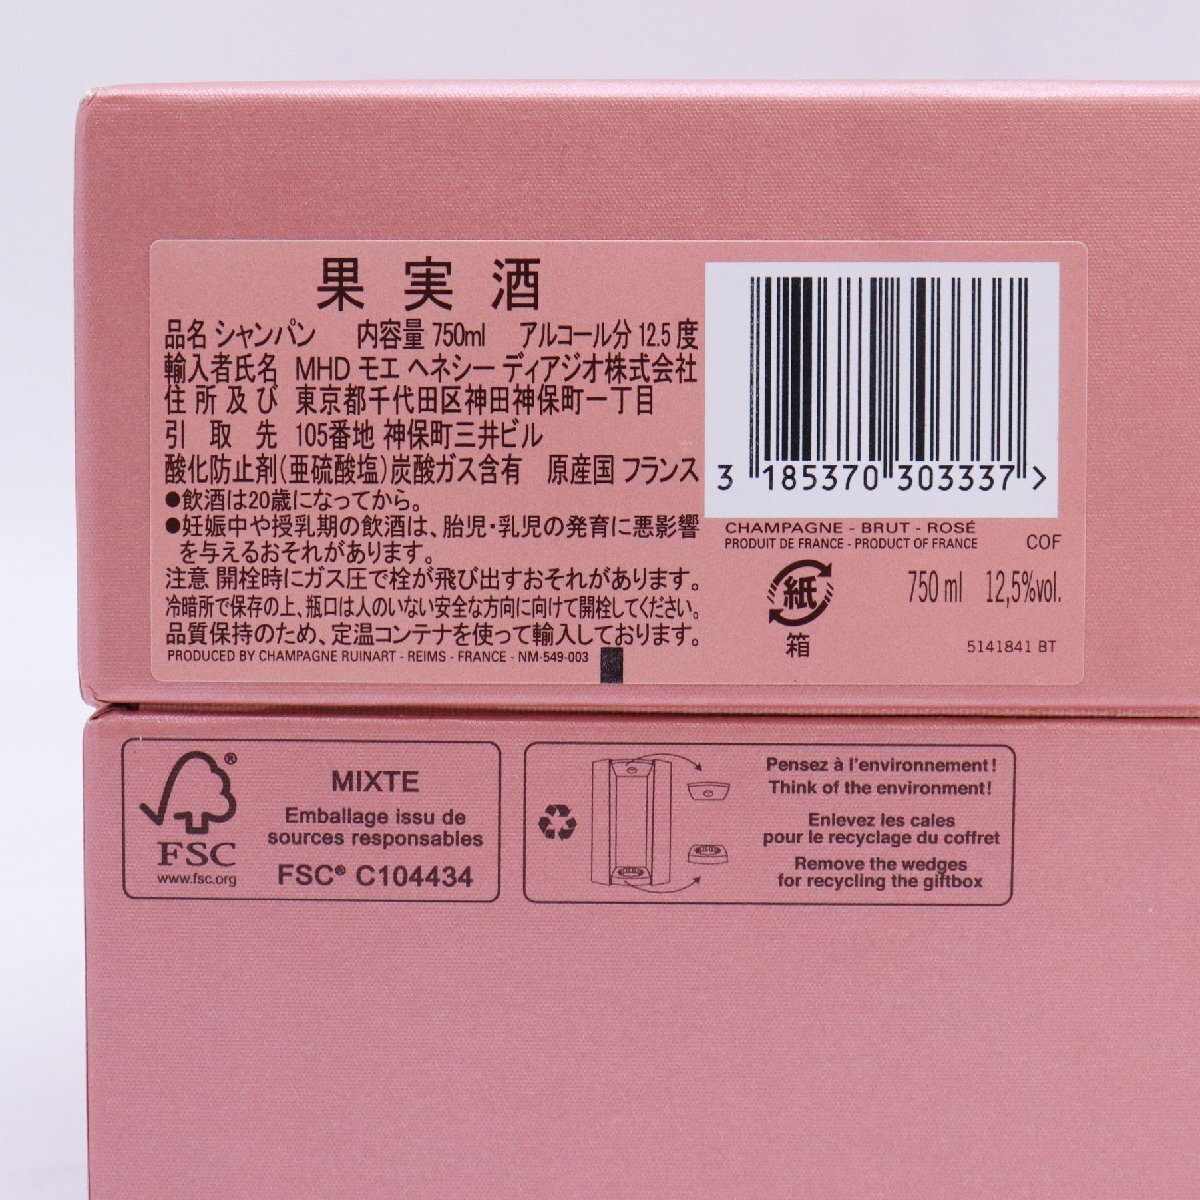 果実酒
品名 シャンパン 内容量 750ml アルコール分 12.5 度
輸入者氏名 MHD モエ ヘネシー ディアジオ株式会社
住所及び 東京都千代田区神田神保町一丁目
引取先 105番地 神保町三井ビル
酸化防止剤(亜硫酸塩)炭酸ガス含有 原産国 フランス
●飲酒は20歳になってから。
●妊娠中や授乳期の飲酒は、胎児・乳児の発育に悪影響
を与えるおそれがあります。
注意 開栓時にガス圧で栓が飛び出すおそれがあります。
冷暗所で保存の上、瓶口は人のいない安全な方向に向けて開栓してください。
品質保持のため、定温コンテナを使って輸入しております。
PRODUCED BY CHAMPAGNE RUINART - REIMS - FRANCE - NM-549-003
3 185370 303337 >
CHAMPAGNE - BRUT - ROSÉ
PRODUIT DE FRANCE - PRODUCT OF FRANCE COF
紙
箱
750 ml 12,5%vol.
5141841 BT
®
FSC
www.fsc.org
MIXTE
Emballage issu de
sources responsables
FSC® C104434
Pensez à l'environnement!
Think of the environment!
Enlevez les cales
pour le recyclage du coffret
Remove the wedges
for recycling the giftbox